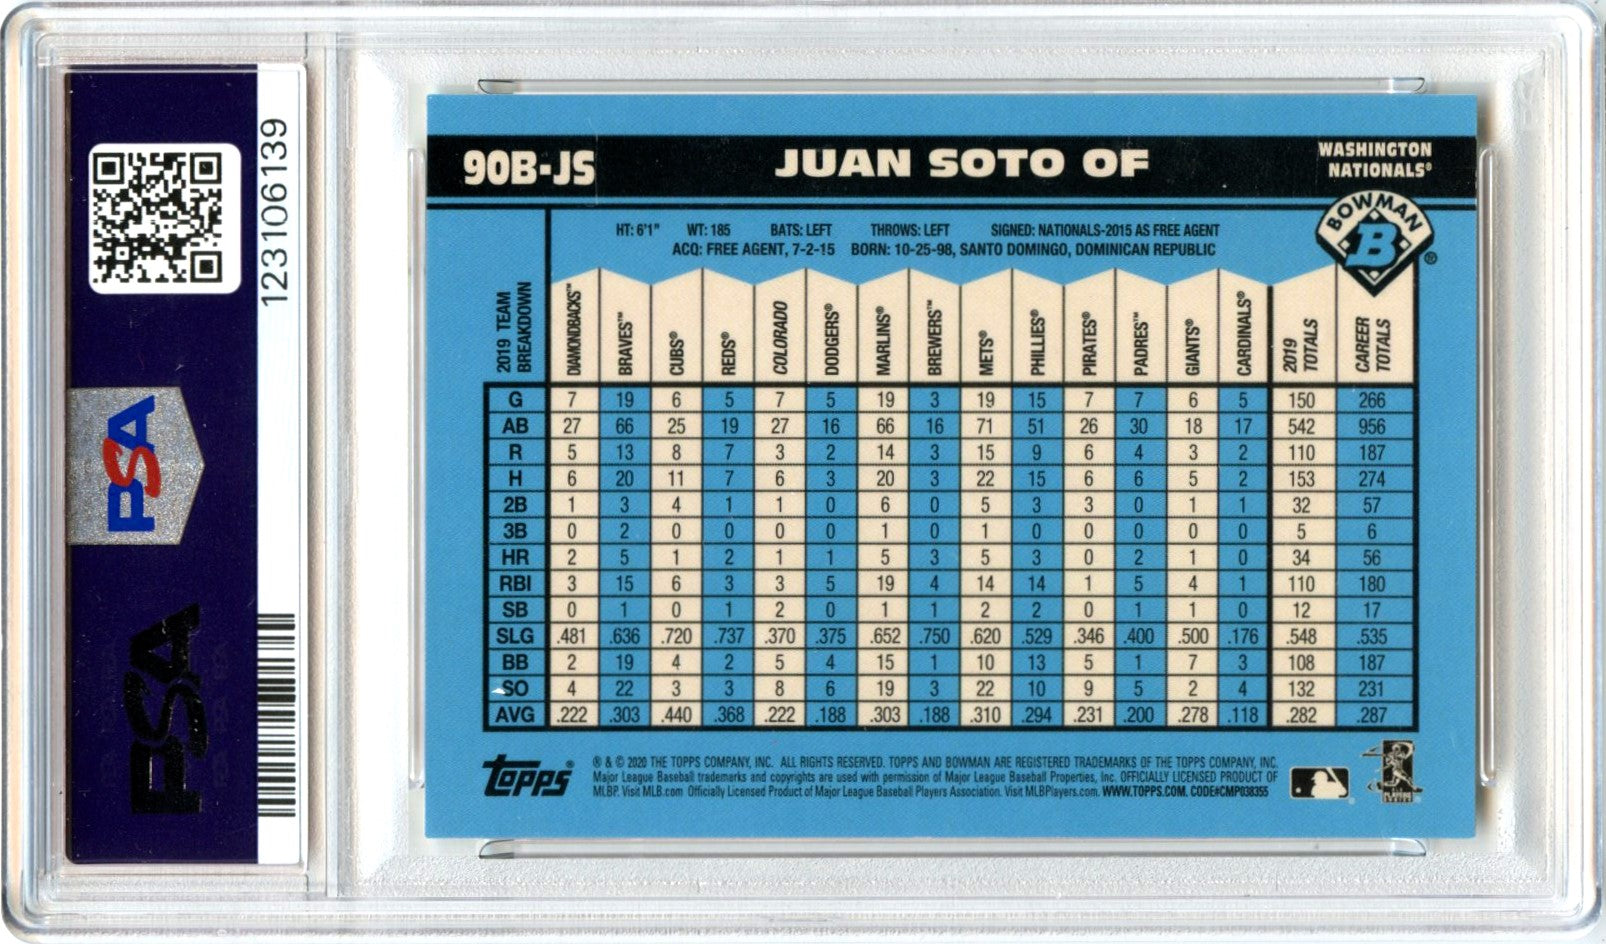 PSA
PSA
123106139
90B-JS
JUAN SOTO OF
WASHINGTON
NATIONALS®
BOWMAN
B ®
HT: 6'1" WT: 185 BATS: LEFT THROWS: LEFT SIGNED: NATIONALS-2015 AS FREE AGENT
ACQ: FREE AGENT, 7-2-15 BORN: 10-25-98, SANTO DOMINGO, DOMINICAN REPUBLIC
2019 TEAM BREAKDOWN DIAMONDBACKS™ BRAVES™ CUBS® REDS® COLORADO DODGERS® MARLINS® BREWERS™ METS® PHILLIES® PIRATES® PADRES™ GIANTS® CARDINALS® 2019 TOTALS CAREER TOTALS
G 7 19 6 5 7 5 19 3 19 15 7 7 6 5 150 266
AB 27 66 25 19 27 16 66 16 71 51 26 30 18 17 542 956
R 5 13 8 7 3 2 14 3 15 9 6 4 3 2 110 187
H 6 20 11 7 6 3 20 3 22 15 6 6 5 2 153 274
2B 1 3 4 1 1 0 6 0 5 3 3 0 1 1 32 57
3B 0 2 0 0 0 0 1 0 1 0 0 0 0 0 5 6
HR 2 5 1 2 1 1 5 3 5 3 0 2 1 0 34 56
RBI 3 15 6 3 3 5 19 4 14 14 1 5 4 1 110 180
SB 0 1 0 1 2 0 1 1 2 2 0 1 1 0 12 17
SLG .481 .636 .720 .737 .370 .375 .652 .750 .620 .529 .346 .400 .500 .176 .548 .535
BB 2 19 4 2 5 4 15 1 10 13 5 1 7 3 108 187
SO 4 22 3 3 8 6 19 3 22 10 9 5 2 4 132 231
AVG .222 .303 .440 .368 .222 .188 .303 .188 .310 .294 .231 .200 .278 .118 .282 .287
topps®
® & © 2020 THE TOPPS COMPANY, INC. ALL RIGHTS RESERVED. TOPPS AND BOWMAN ARE REGISTERED TRADEMARKS OF THE TOPPS COMPANY, INC.
Major League Baseball trademarks and copyrights are used with permission of Major League Baseball Properties, Inc. OFFICIALLY LICENSED PRODUCT OF
MLBP. Visit MLB.com Officially Licensed Product of Major League Baseball Players Association. Visit MLBPlayers.com. WWW.TOPPS.COM. CODE#CMP038355